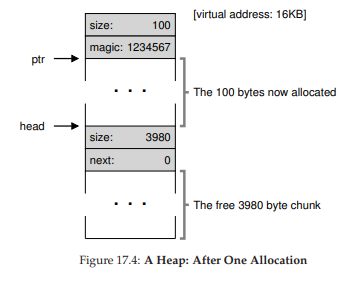 [virtual address: 16KB]
size: 100
magic: 1234567
ptr
. . .
The 100 bytes now allocated
head
size: 3980
next: 0
. . .
The free 3980 byte chunk
Figure 17.4: A Heap: After One Allocation